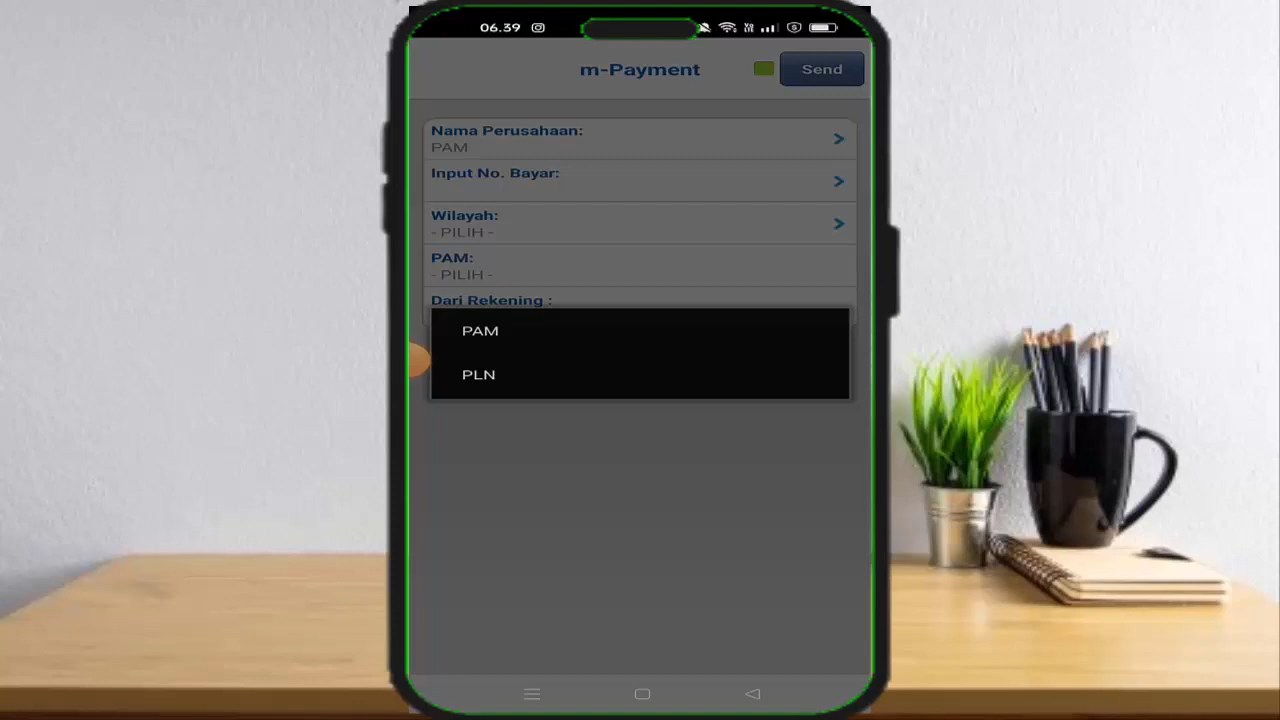 06.39
m-Payment
Send
Nama Perusahaan:
PAM
Input No. Bayar:
Wilayah:
- PILIH -
PAM:
- PILIH -
Dari Rekening :
PAM
PLN